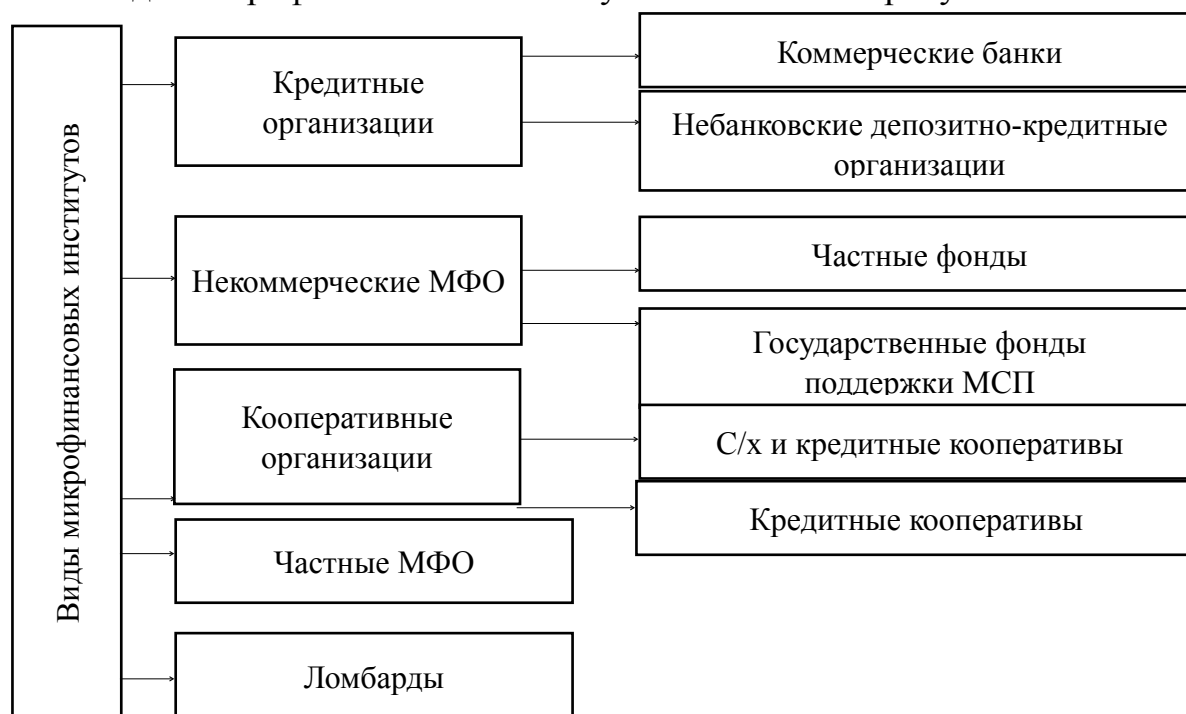 Виды микрофинансовых институтов
Кредитные
организации
Коммерческие банки
Небанковские депозитно-кредитные
организации
Некоммерческие МФО
Частные фонды
Государственные фонды
поддержки МСП
Кооперативные
организации
С/х и кредитные кооперативы
Кредитные кооперативы
Частные МФО
Ломбарды